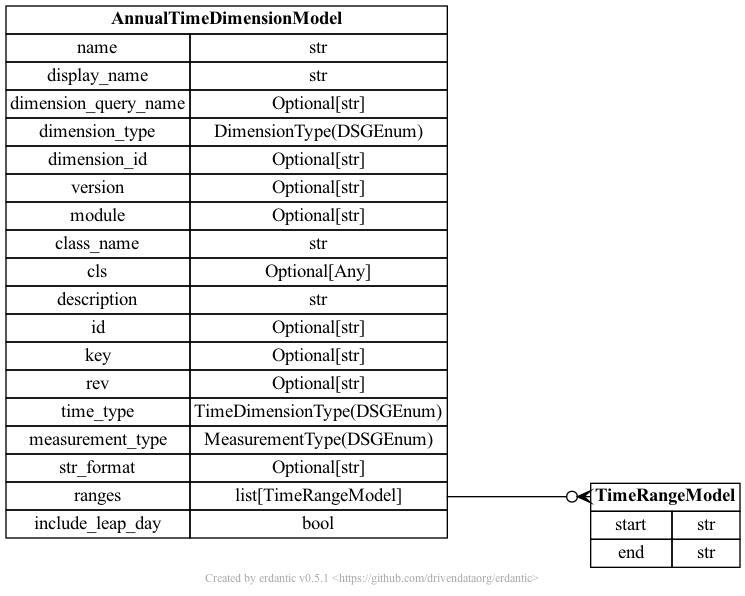 AnnualTimeDimensionModel
name str
display_name str
dimension_query_name Optional[str]
dimension_type DimensionType(DSGEnum)
dimension_id Optional[str]
version Optional[str]
module Optional[str]
class_name str
cls Optional[Any]
description str
id Optional[str]
key Optional[str]
rev Optional[str]
time_type TimeDimensionType(DSGEnum)
measurement_type MeasurementType(DSGEnum)
str_format Optional[str]
ranges list[TimeRangeModel]
include_leap_day bool
TimeRangeModel
start str
end str
Created by erdantic v0.5.1 <https://github.com/drivendataorg/erdantic>